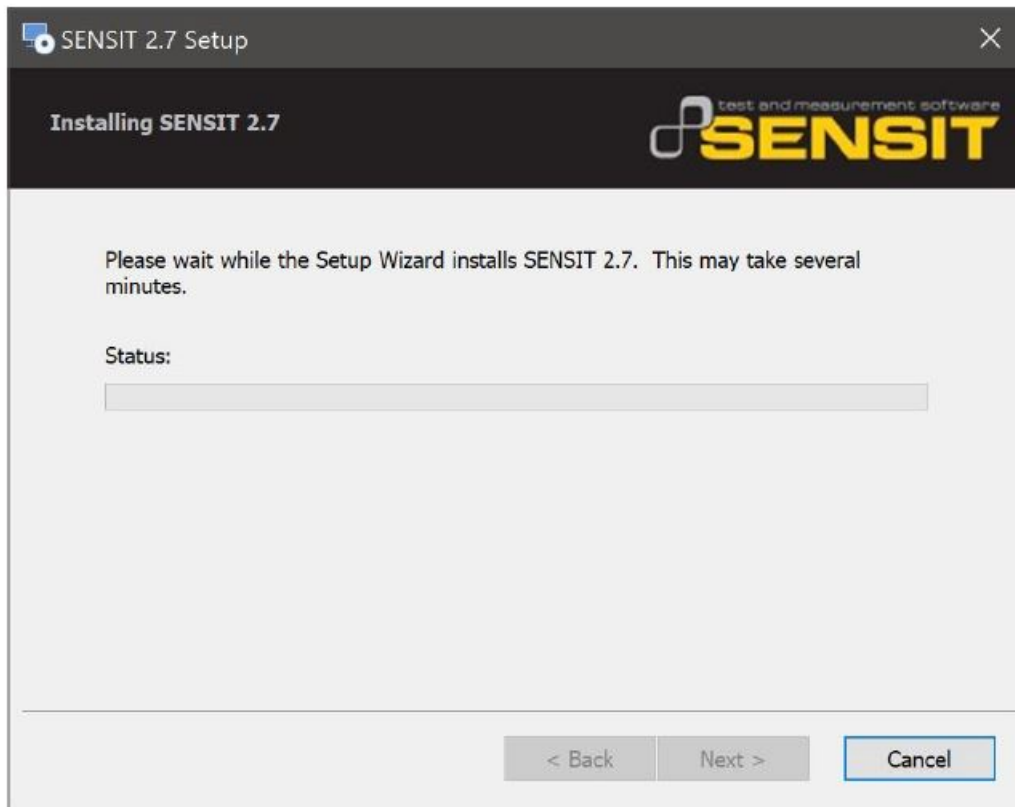 SENSIT 2.7 Setup
Installing SENSIT 2.7
test and measurement software
SENSIT
Please wait while the Setup Wizard installs SENSIT 2.7. This may take several
minutes.
Status:
< Back Next > Cancel